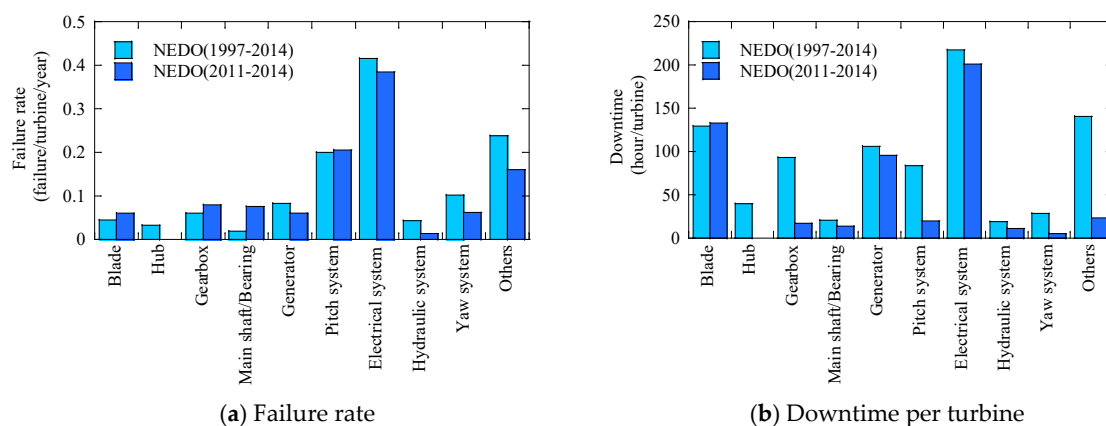 0.5
0.4
0.3
0.2
0.1
0
Failure rate
(failure/turbine/year)
NEDO(1997-2014)
NEDO(2011-2014)
Blade
Hub
Gearbox
Main shaft/Bearing
Generator
Pitch system
Electrical system
Hydraulic system
Yaw system
Others
(a) Failure rate
250
200
150
100
50
0
Downtime
(hour/turbine)
NEDO(1997-2014)
NEDO(2011-2014)
Blade
Hub
Gearbox
Main shaft/Bearing
Generator
Pitch system
Electrical system
Hydraulic system
Yaw system
Others
(b) Downtime per turbine